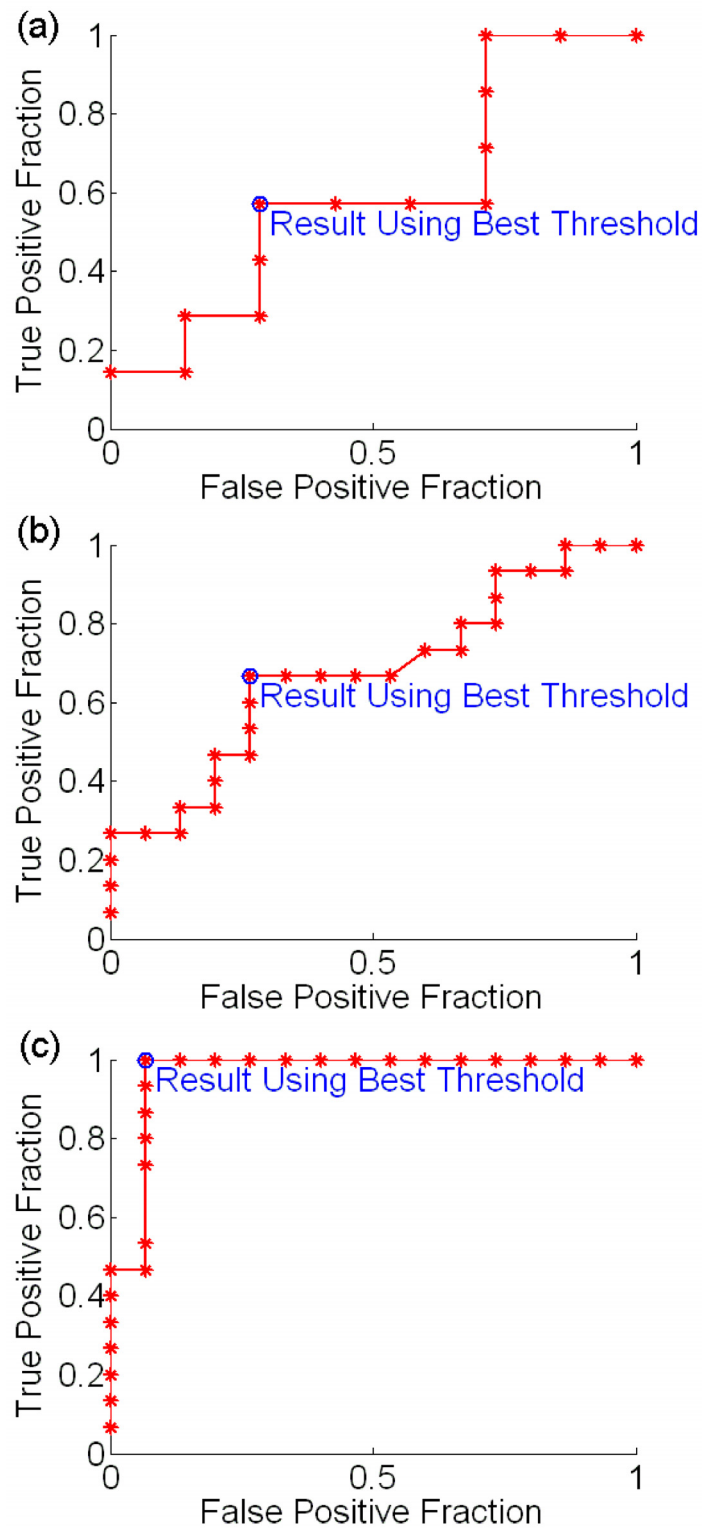 (a)
1
0.8
0.6
0.4
0.2
0
True Positive Fraction
Result Using Best Threshold
0 0.5 1
False Positive Fraction
(b)
1
0.8
0.6
0.4
0.2
0
True Positive Fraction
Result Using Best Threshold
0 0.5 1
False Positive Fraction
(c)
1
0.8
0.6
0.4
0.2
0
True Positive Fraction
Result Using Best Threshold
0 0.5 1
False Positive Fraction